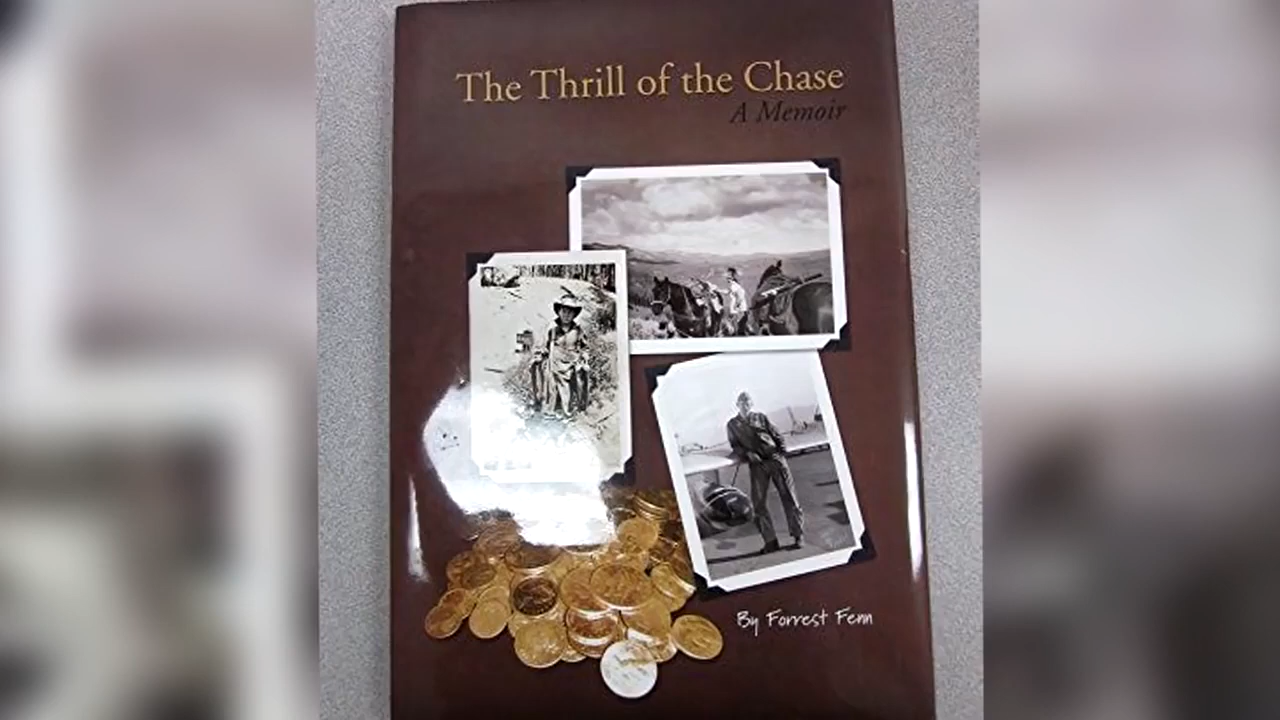 The Thrill of the Chase
A Memoir
By Forrest Fenn